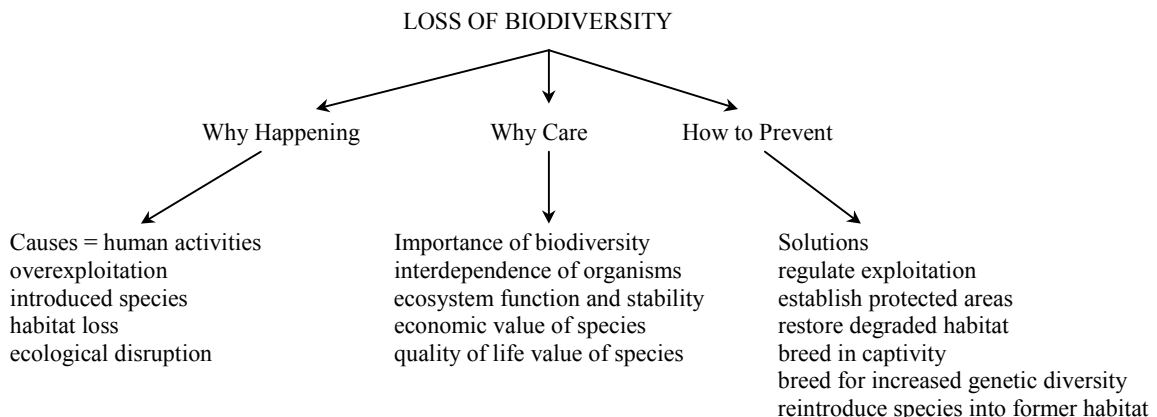 LOSS OF BIODIVERSITY
Why Happening
Why Care
How to Prevent
Causes = human activities
overexploitation
introduced species
habitat loss
ecological disruption
Importance of biodiversity
interdependence of organisms
ecosystem function and stability
economic value of species
quality of life value of species
Solutions
regulate exploitation
establish protected areas
restore degraded habitat
breed in captivity
breed for increased genetic diversity
reintroduce species into former habitat